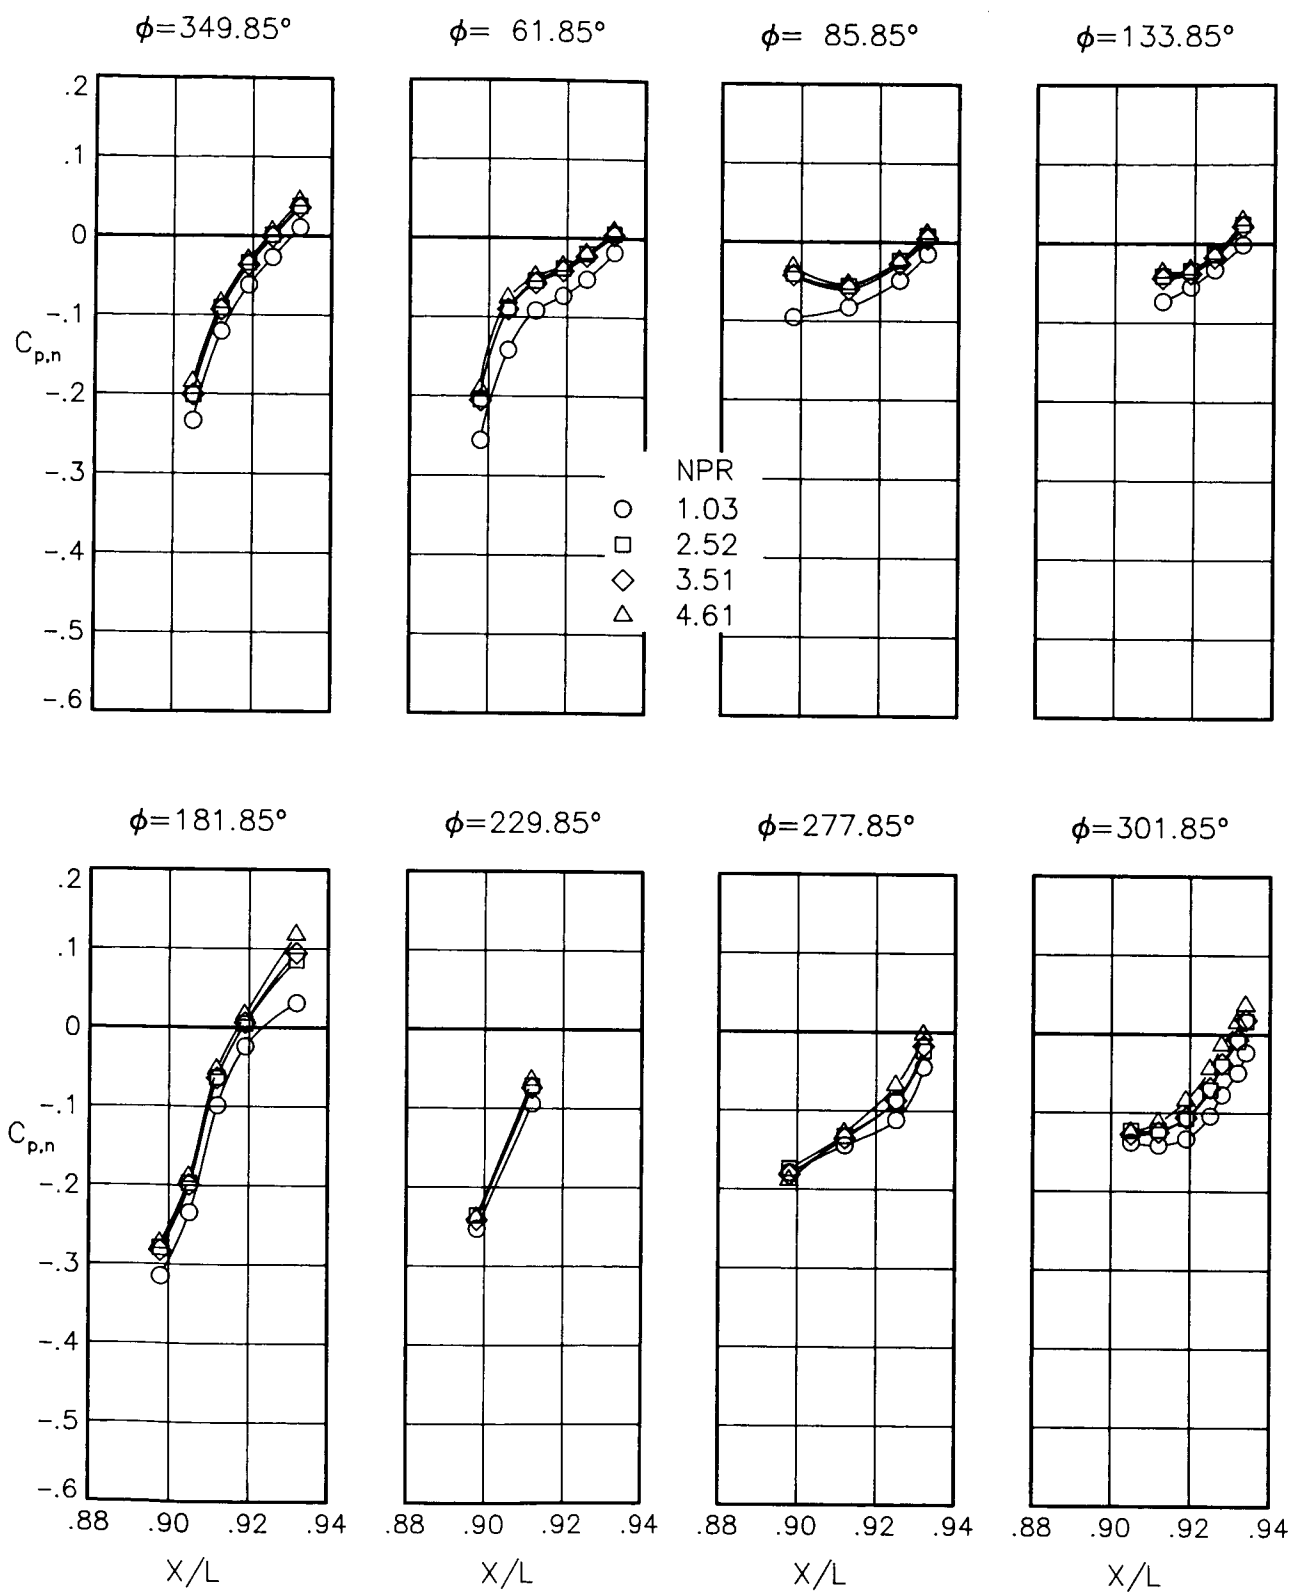 ϕ=349.85°
ϕ= 61.85°
ϕ= 85.85°
ϕ=133.85°
.2
.1
0
-.1
C_{p,n}
-.2
-.3
-.4
-.5
-.6
NPR
○ 1.03
□ 2.52
◇ 3.51
△ 4.61
ϕ=181.85°
ϕ=229.85°
ϕ=277.85°
ϕ=301.85°
.2
.1
0
-.1
C_{p,n}
-.2
-.3
-.4
-.5
-.6
.88 .90 .92 .94
.88 .90 .92 .94
.88 .90 .92 .94
.88 .90 .92 .94
X/L
X/L
X/L
X/L